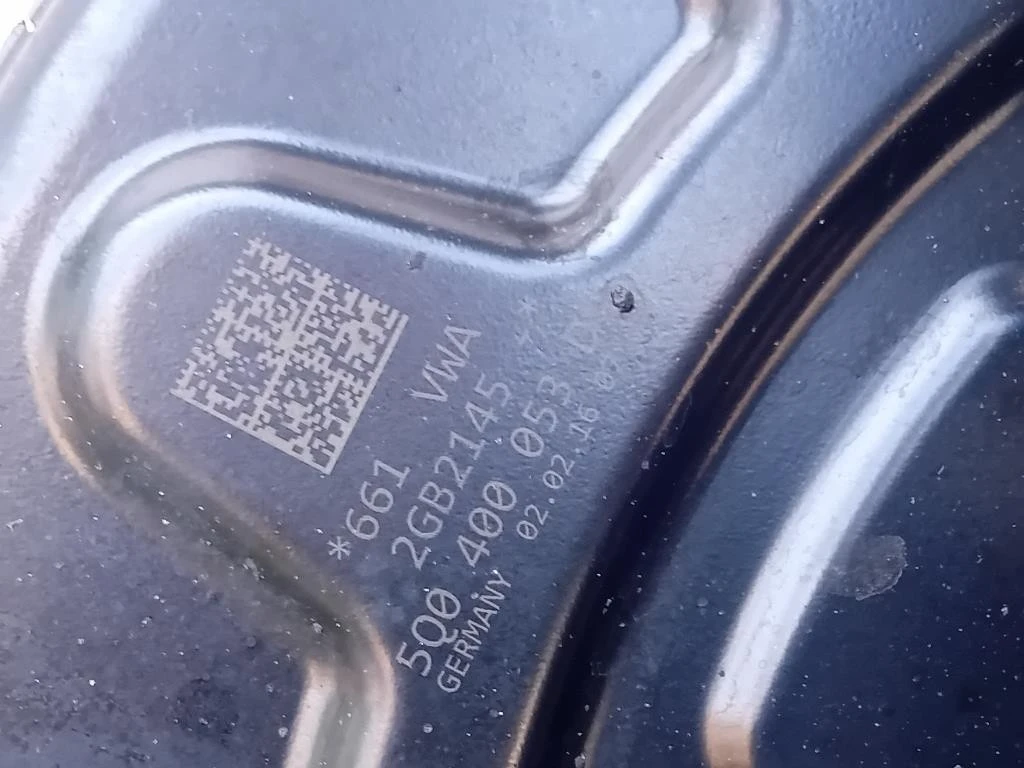 *661 VWA
2GB2145 *
5Q0 400 053
GERMANY 02.02.16